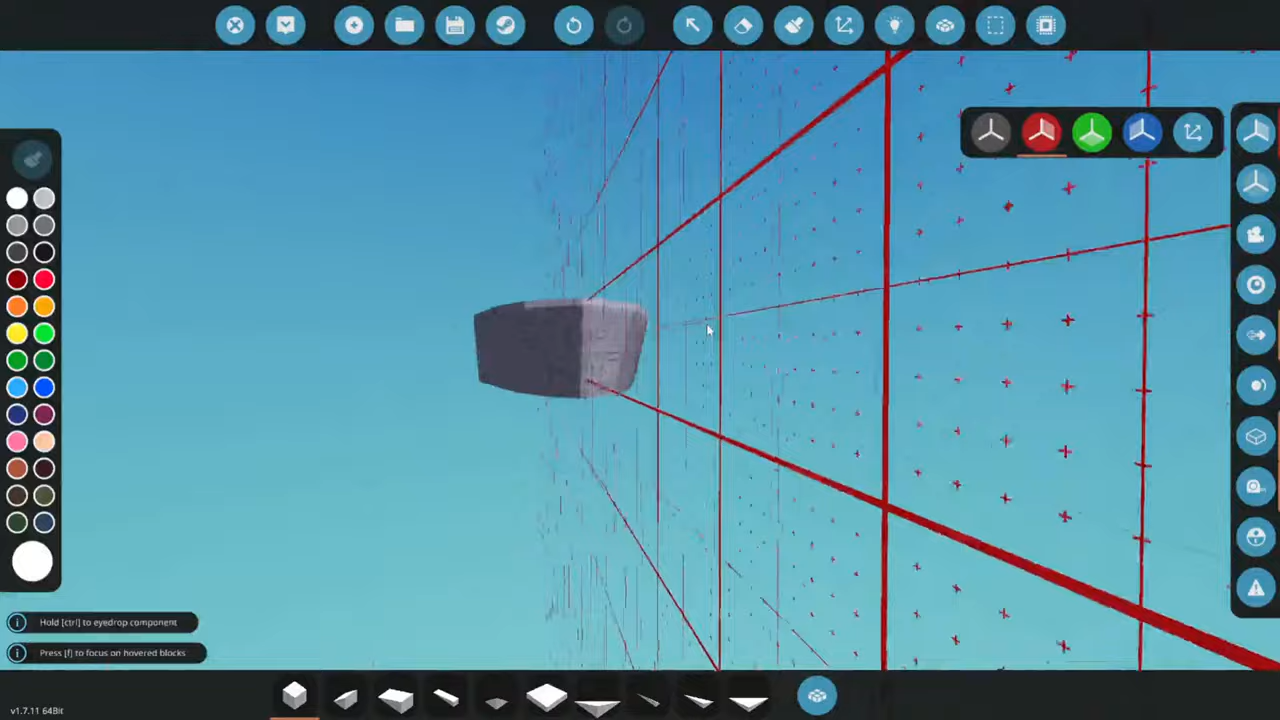 Hold [ctrl] to eyedrop component
Press [f] to focus on hovered blocks
v1.7.11 64Bit